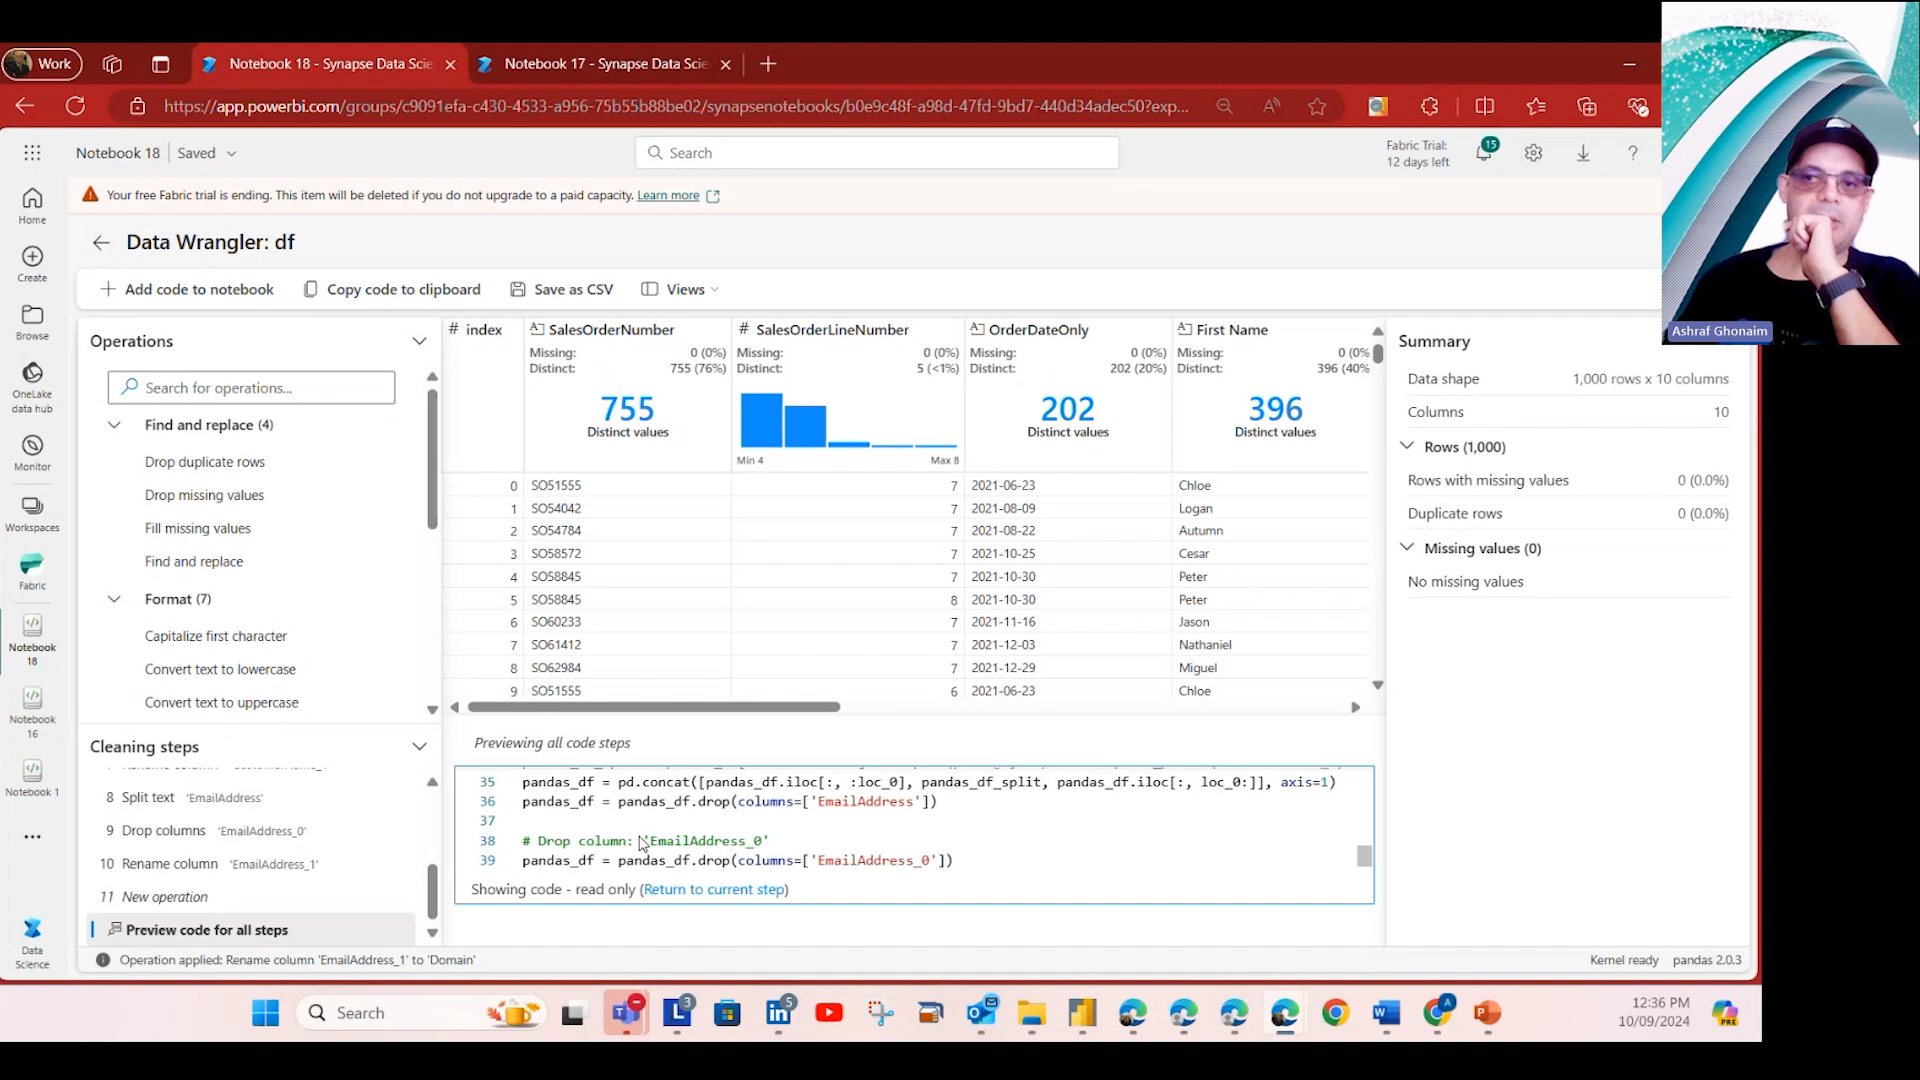 Work
Notebook 18 - Synapse Data Scie
Notebook 17 - Synapse Data Scie
https://app.powerbi.com/groups/c9091efa-c430-4533-a956-75b55b88be02/synapsenotebooks/b0e9c48f-a98d-47fd-9bd7-440d34adec50?exp...
Notebook 18
Saved
Search
Fabric Trial:
12 days left
15
Your free Fabric trial is ending. This item will be deleted if you do not upgrade to a paid capacity. Learn more
Ashraf Ghonaim
Home
Create
Browse
OneLake
data hub
Monitor
Workspaces
Fabric
Notebook
18
Notebook
16
Notebook 1
Data
Science
Data Wrangler: df
Add code to notebook
Copy code to clipboard
Save as CSV
Views
Operations
Search for operations...
Find and replace (4)
Drop duplicate rows
Drop missing values
Fill missing values
Find and replace
Format (7)
Capitalize first character
Convert text to lowercase
Convert text to uppercase
Cleaning steps
8 Split text 'EmailAddress'
9 Drop columns 'EmailAddress_0'
10 Rename column 'EmailAddress_1'
11 New operation
Preview code for all steps
# index
SalesOrderNumber
# SalesOrderLineNumber
OrderDateOnly
First Name
Missing: 0 (0%)
Distinct: 755 (76%)
Missing: 0 (0%)
Distinct: 5 (<1%)
Missing: 0 (0%)
Distinct: 202 (20%)
Missing: 0 (0%
Distinct: 396 (40%
755
Distinct values
Min 4
Max 8
202
Distinct values
396
Distinct values
0 SO51555 7 2021-06-23 Chloe
1 SO54042 7 2021-08-09 Logan
2 SO54784 7 2021-08-22 Autumn
3 SO58572 7 2021-10-25 Cesar
4 SO58845 7 2021-10-30 Peter
5 SO58845 8 2021-10-30 Peter
6 SO60233 7 2021-11-16 Jason
7 SO61412 7 2021-12-03 Nathaniel
8 SO62984 7 2021-12-29 Miguel
9 SO51555 6 2021-06-23 Chloe
Previewing all code steps
35 pandas_df = pd.concat([pandas_df.iloc[:, :loc_0], pandas_df_split, pandas_df.iloc[:, loc_0:]], axis=1)
36 pandas_df = pandas_df.drop(columns=['EmailAddress'])
37
38 # Drop column: 'EmailAddress_0'
39 pandas_df = pandas_df.drop(columns=['EmailAddress_0'])
Showing code - read only (Return to current step)
Summary
Data shape 1,000 rows x 10 columns
Columns 10
Rows (1,000)
Rows with missing values 0 (0.0%)
Duplicate rows 0 (0.0%)
Missing values (0)
No missing values
Operation applied: Rename column 'EmailAddress_1' to 'Domain'
Kernel ready
pandas 2.0.3
Search
3
5
12:36 PM
10/09/2024